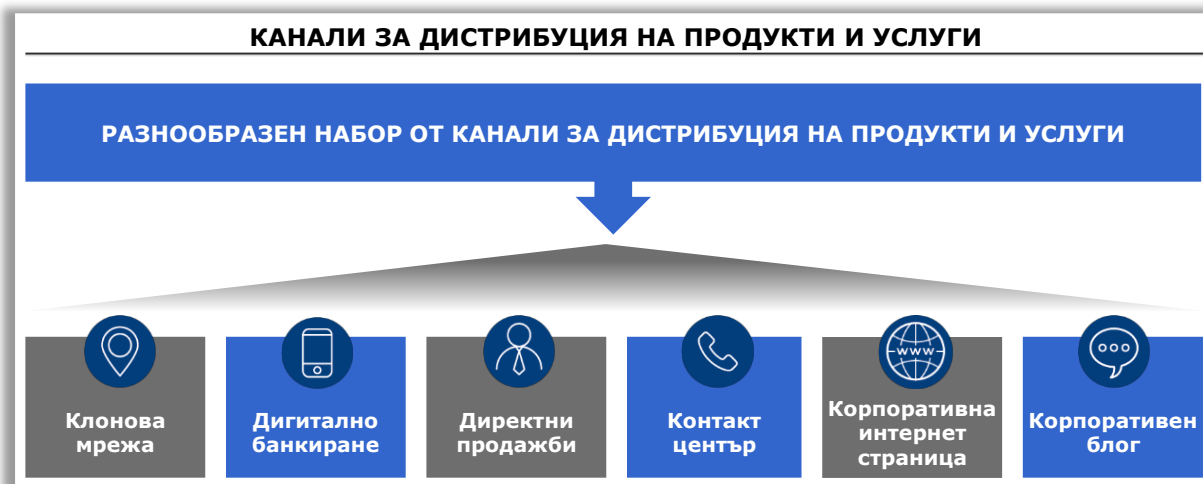 КАНАЛИ ЗА ДИСТРИБУЦИЯ НА ПРОДУКТИ И УСЛУГИ
РАЗНООБРАЗЕН НАБОР ОТ КАНАЛИ ЗА ДИСТРИБУЦИЯ НА ПРОДУКТИ И УСЛУГИ
Клонова
мрежа
Дигитално
банкиране
Директни
продажби
Контакт
център
www
Корпоративна
интернет
страница
Корпоративен
блог